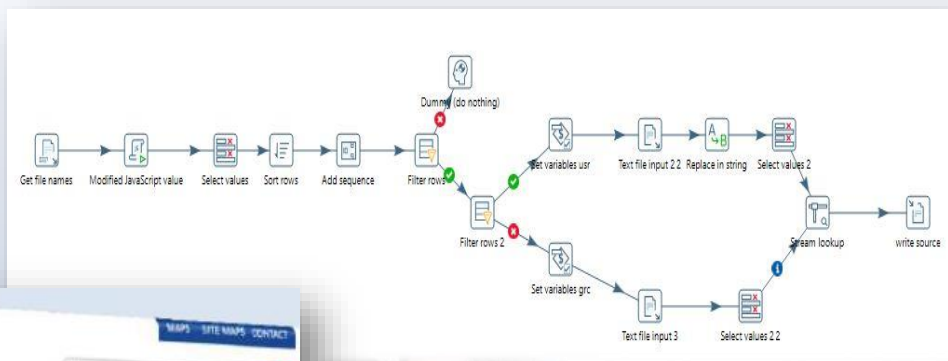 Dummy (do nothing)
Get file names
Modified JavaScript value
Select values
Sort rows
Add sequence
Filter rows
Set variables usr
Text file input 2 2
Replace in string
Select values 2
Filter rows 2
Stream lookup
write source
Set variables grc
Text file input 3
Select values 2 2
MAPS SITE MAPS CONTACT